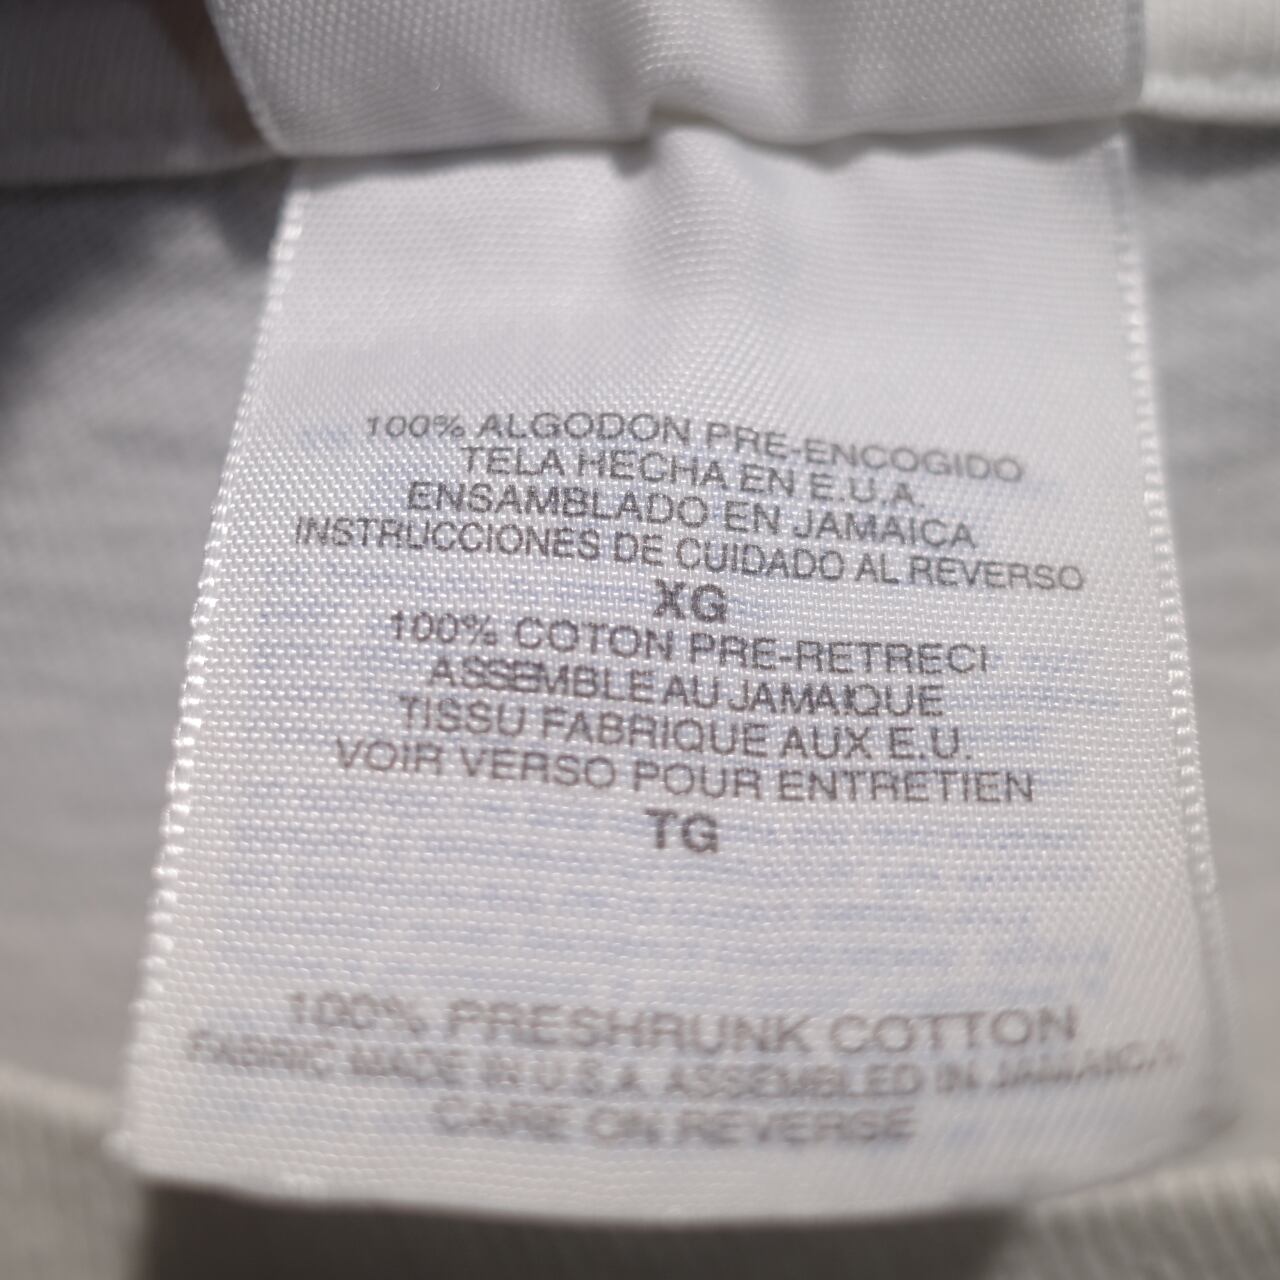 100% ALGODON PRE-ENCOGIDO
TELA HECHA EN E.U.A.
ENSAMBLADO EN JAMAICA
INSTRUCCIONES DE CUIDADO AL REVERSO
XG
100% COTON PRE-RETRECI
ASSEMBLE AU JAMAIQUE
TISSU FABRIQUE AUX E.U.
VOIR VERSO POUR ENTRETIEN
TG
100% PRESHRUNK COTTON
FABRIC MADE IN U.S.A. ASSEMBLED IN JAMAICA
CARE ON REVERSE